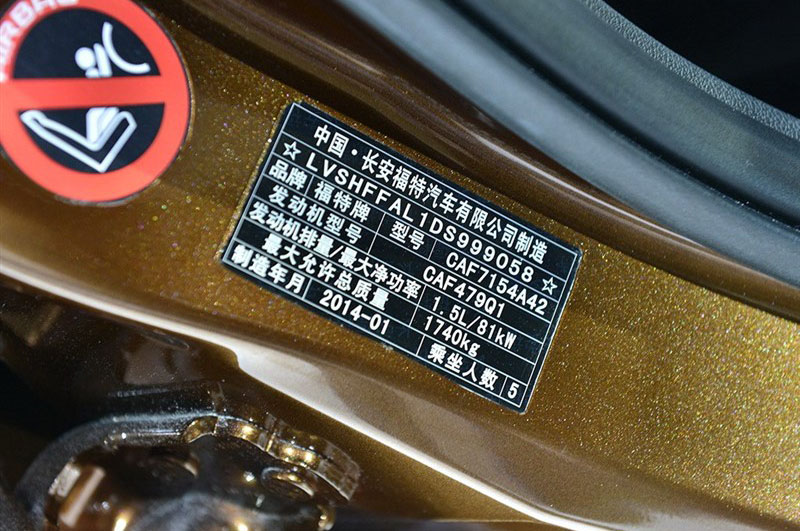 AIRBAG
中国·长安福特汽车有限公司制造
☆LVSHFFAL1DS999058☆
品牌 福特牌 型号 CAF7154A42
发动机型号 CAF479Q1
发动机排量/最大净功率 1.5L/81kW
最大允许总质量 1740kg
制造年月 2014-01 乘坐人数 5